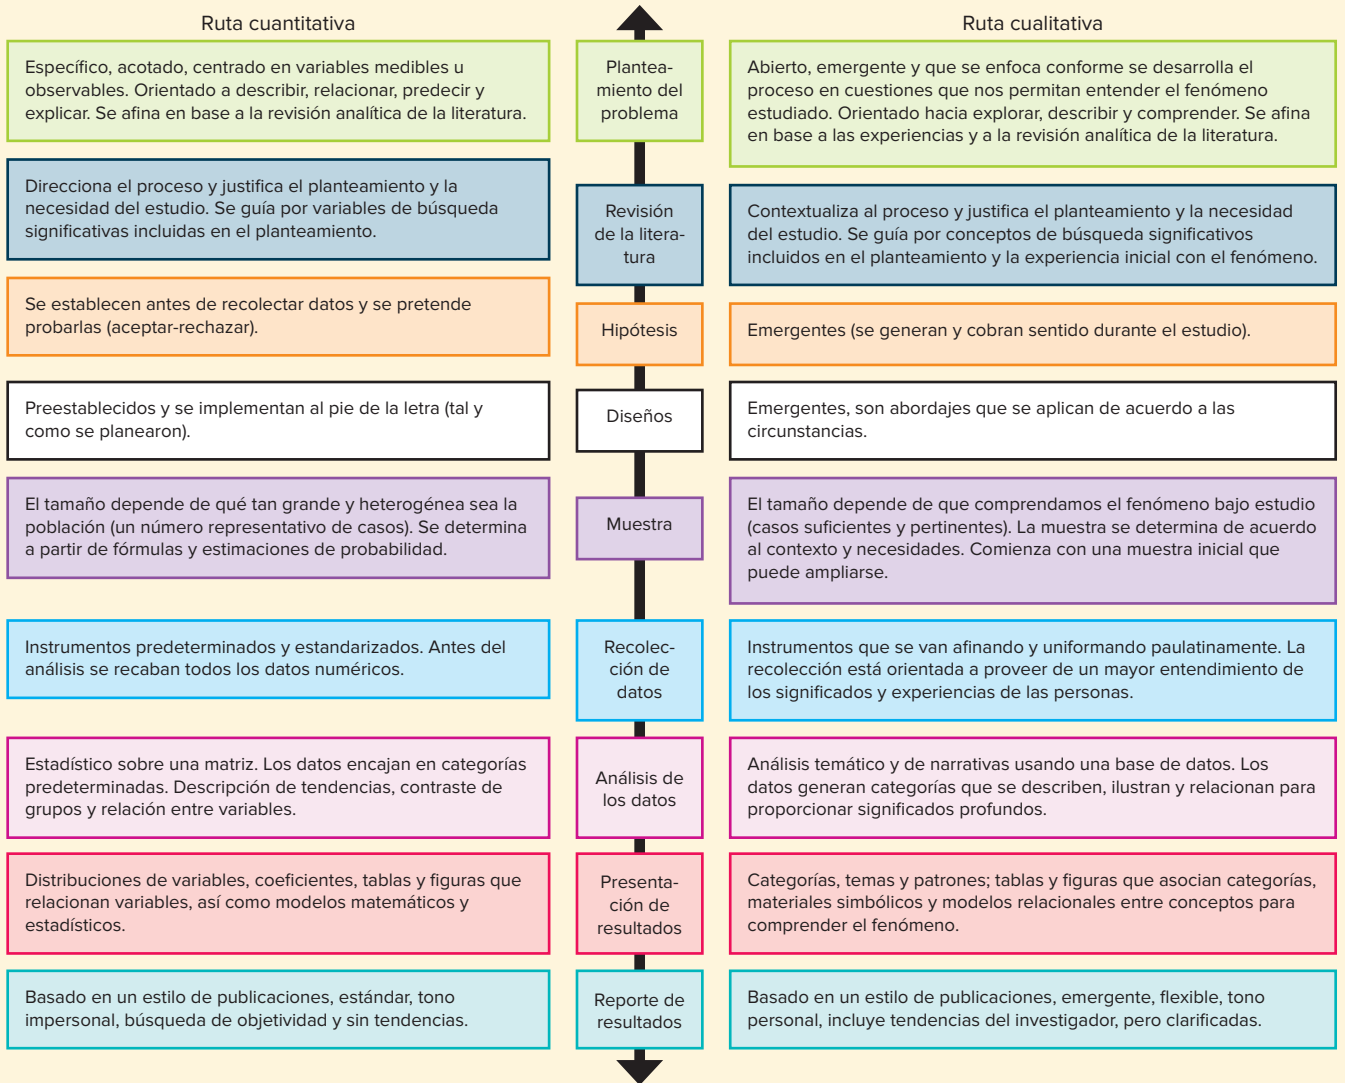 Ruta cuantitativa
Ruta cualitativa
Específico, acotado, centrado en variables medibles u
observables. Orientado a describir, relacionar, predecir y
explicar. Se afina en base a la revisión analítica de la literatura.
Plantea-
miento del
problema
Abierto, emergente y que se enfoca conforme se desarrolla el
proceso en cuestiones que nos permitan entender el fenómeno
estudiado. Orientado hacia explorar, describir y comprender. Se afina
en base a las experiencias y a la revisión analítica de la literatura.
Direcciona el proceso y justifica el planteamiento y la
necesidad del estudio. Se guía por variables de búsqueda
significativas incluidas en el planteamiento.
Revisión
de la litera-
tura
Contextualiza al proceso y justifica el planteamiento y la necesidad
del estudio. Se guía por conceptos de búsqueda significativos
incluidos en el planteamiento y la experiencia inicial con el fenómeno.
Se establecen antes de recolectar datos y se pretende
probarlas (aceptar-rechazar).
Hipótesis
Emergentes (se generan y cobran sentido durante el estudio).
Preestablecidos y se implementan al pie de la letra (tal y
como se planearon).
Diseños
Emergentes, son abordajes que se aplican de acuerdo a las
circunstancias.
El tamaño depende de qué tan grande y heterogénea sea la
población (un número representativo de casos). Se determina
a partir de fórmulas y estimaciones de probabilidad.
Muestra
El tamaño depende de que comprendamos el fenómeno bajo estudio
(casos suficientes y pertinentes). La muestra se determina de acuerdo
al contexto y necesidades. Comienza con una muestra inicial que
puede ampliarse.
Instrumentos predeterminados y estandarizados. Antes del
análisis se recaban todos los datos numéricos.
Recolec-
ción de
datos
Instrumentos que se van afinando y uniformando paulatinamente. La
recolección está orientada a proveer de un mayor entendimiento de
los significados y experiencias de las personas.
Estadístico sobre una matriz. Los datos encajan en categorías
predeterminadas. Descripción de tendencias, contraste de
grupos y relación entre variables.
Análisis de
los datos
Análisis temático y de narrativas usando una base de datos. Los
datos generan categorías que se describen, ilustran y relacionan para
proporcionar significados profundos.
Distribuciones de variables, coeficientes, tablas y figuras que
relacionan variables, así como modelos matemáticos y
estadísticos.
Presenta-
ción de
resultados
Categorías, temas y patrones; tablas y figuras que asocian categorías,
materiales simbólicos y modelos relacionales entre conceptos para
comprender el fenómeno.
Basado en un estilo de publicaciones, estándar, tono
impersonal, búsqueda de objetividad y sin tendencias.
Reporte de
resultados
Basado en un estilo de publicaciones, emergente, flexible, tono
personal, incluye tendencias del investigador, pero clarificadas.